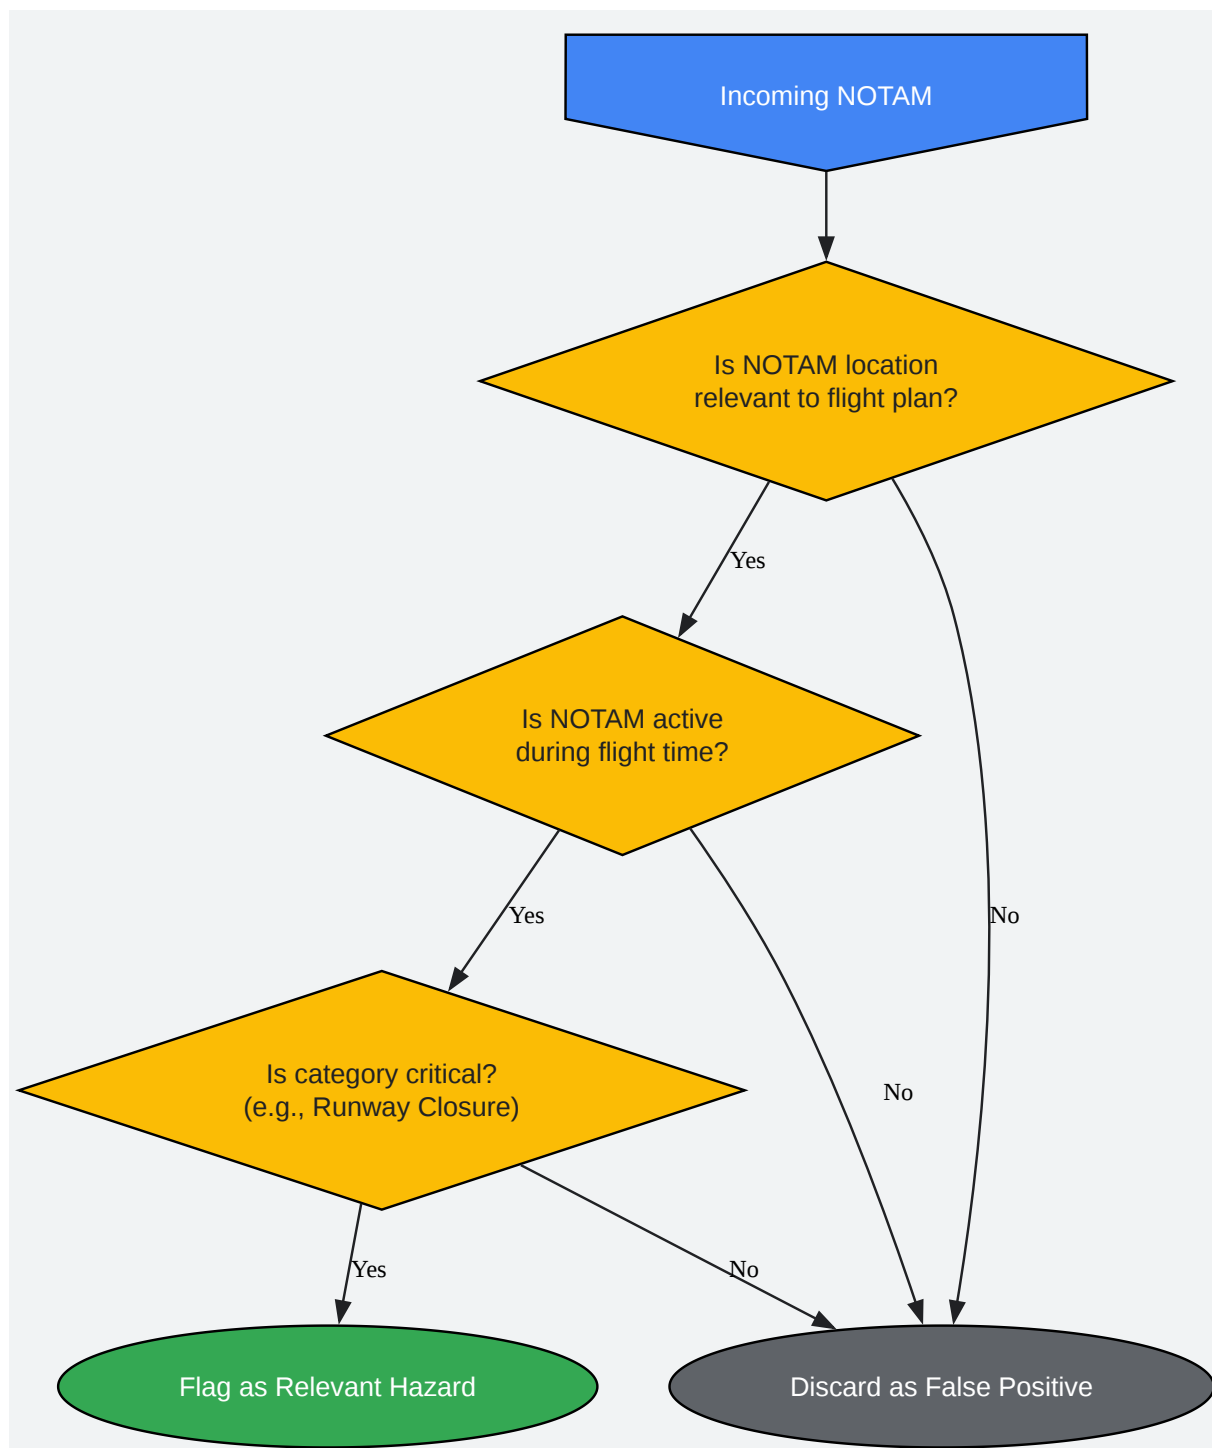 Incoming NOTAM
Is NOTAM location
relevant to flight plan?
Yes
Is NOTAM active
during flight time?
Yes
No
Is category critical?
(e.g., Runway Closure)
No
Yes
No
Flag as Relevant Hazard
Discard as False Positive